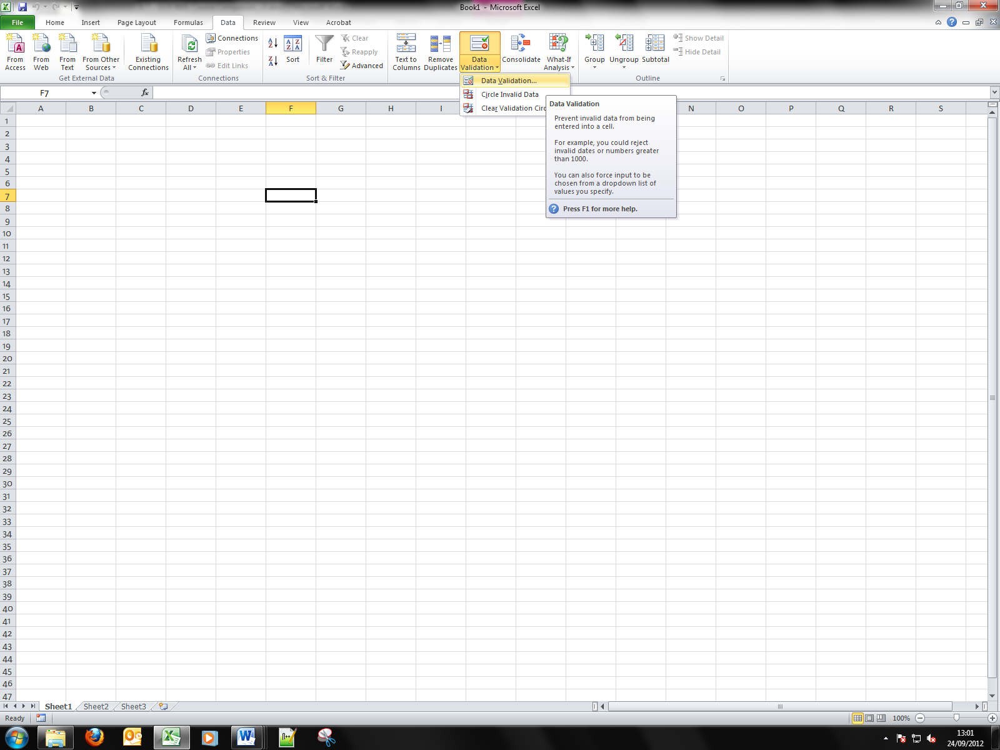 Book1 - Microsoft Excel
File Home Insert Page Layout Formulas Data Review View Acrobat
From Access
From Web
From Text
From Other Sources
Existing Connections
Get External Data
Refresh All
Connections
Properties
Edit Links
Connections
Sort
Filter
Clear
Reapply
Advanced
Sort & Filter
Text to Columns
Remove Duplicates
Data Validation
Consolidate
What-If Analysis
Group
Ungroup
Subtotal
Show Detail
Hide Detail
Outline
Data Validation...
Circle Invalid Data
Clear Validation Circ
Data Validation
Prevent invalid data from being
entered into a cell.
For example, you could reject
invalid dates or numbers greater
than 1000.
You can also force input to be
chosen from a dropdown list of
values you specify.
Press F1 for more help.
F7 fx
A B C D E F G H I N O P Q R S
1
2
3
4
5
6
7
8
9
10
11
12
13
14
15
16
17
18
19
20
21
22
23
24
25
26
27
28
29
30
31
32
33
34
35
36
37
38
39
40
41
42
43
44
45
46
47
Sheet1 Sheet2 Sheet3
Ready 100%
13:01
24/09/2012